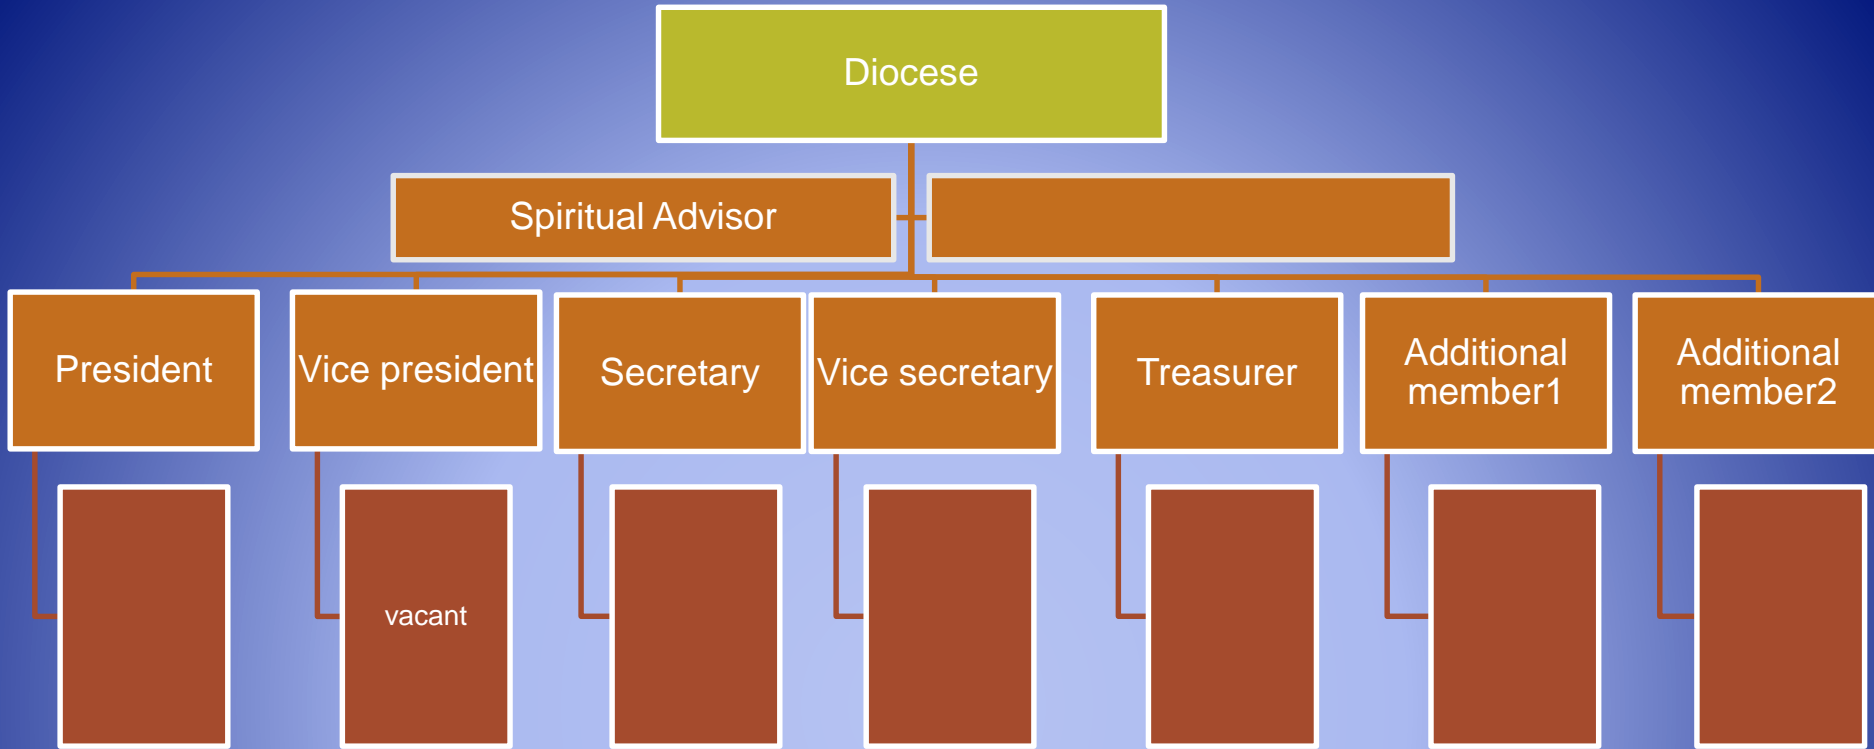 Diocese
Spiritual Advisor
President
Vice president
Secretary
Vice secretary
Treasurer
Additional
member1
Additional
member2
vacant